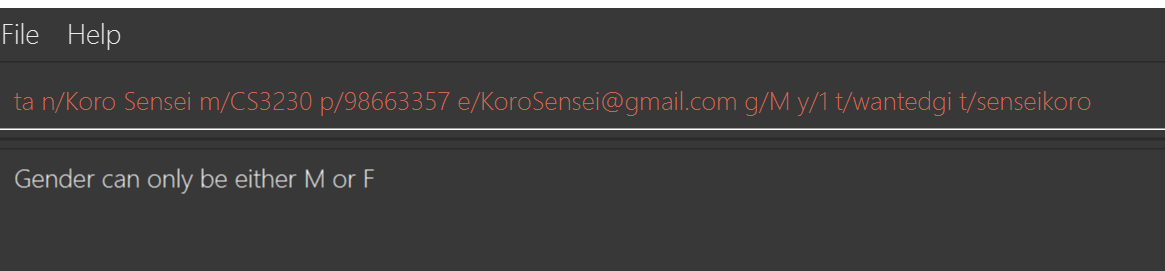 File Help
ta n/Koro Sensei m/CS3230 p/98663357 e/KoroSensei@gmail.com g/M y/1 t/wantedgi t/senseikoro
Gender can only be either M or F